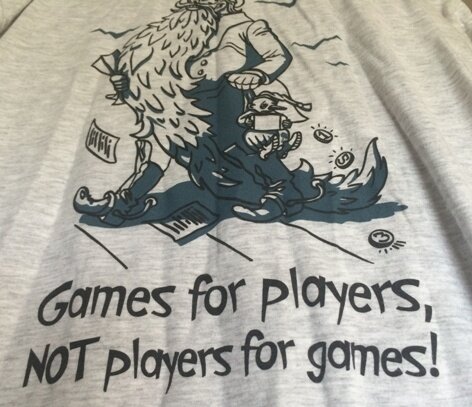 Games for players,
NOT players for games!